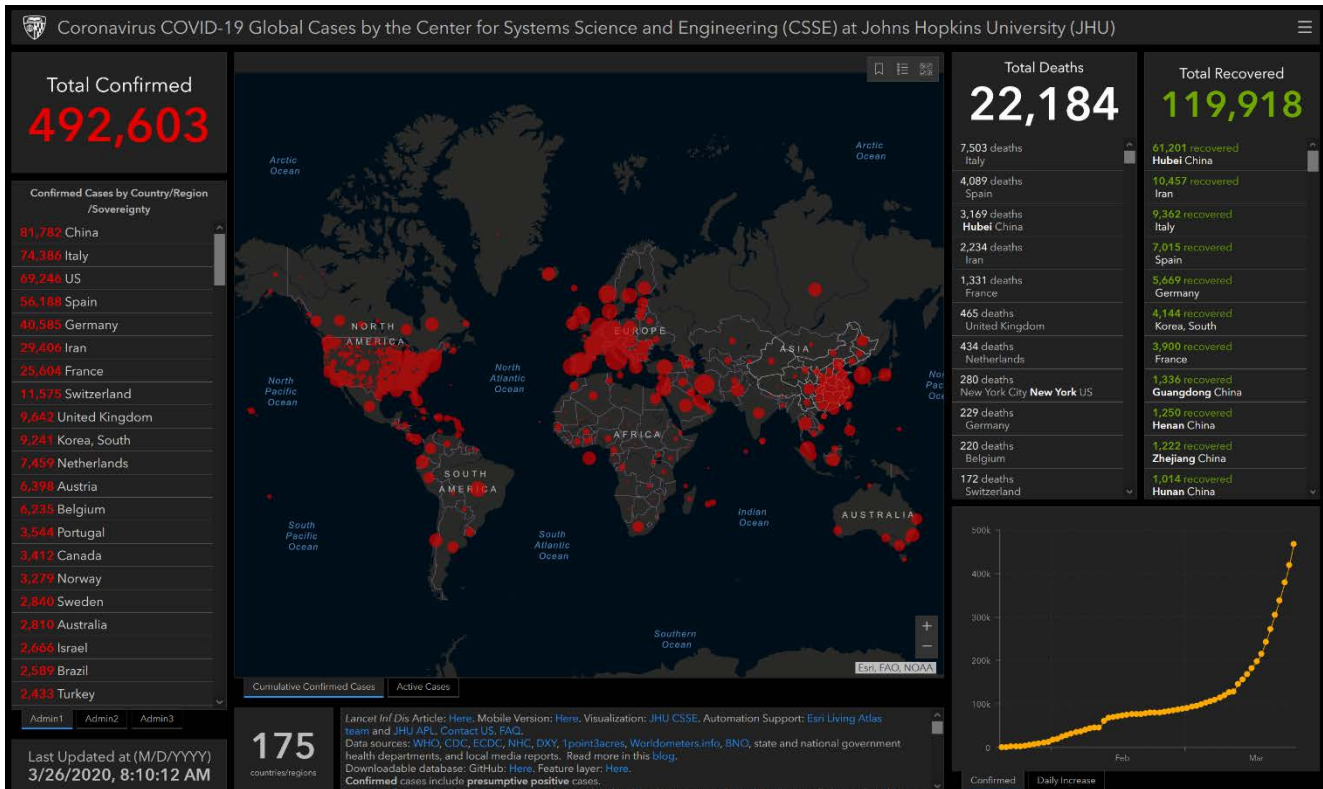 Coronavirus COVID-19 Global Cases by the Center for Systems Science and Engineering (CSSE) at Johns Hopkins University (JHU)
Total Confirmed
492,603
Confirmed Cases by Country/Region
/Sovereignty
81,782 China
74,386 Italy
69,246 US
56,188 Spain
40,585 Germany
29,406 Iran
25,604 France
11,575 Switzerland
9,642 United Kingdom
9,241 Korea, South
7,459 Netherlands
6,398 Austria
6,235 Belgium
3,544 Portugal
3,412 Canada
3,279 Norway
2,840 Sweden
2,810 Australia
2,666 Israel
2,589 Brazil
2,433 Turkey
Admin1 Admin2 Admin3
Last Updated at (M/D/YYYY)
3/26/2020, 8:10:12 AM
Arctic
Ocean
Arctic
Ocean
NORTH
AMERICA
EUROPE
ASIA
North
Pacific
Ocean
North
Atlantic
Ocean
AFRICA
SOUTH
AMERICA
Indian
Ocean
AUSTRALIA
South
Pacific
Ocean
South
Atlantic
Ocean
Southern
Ocean
+
−
Esri, FAO, NOAA
Cumulative Confirmed Cases Active Cases
175
countries/regions
Lancet Inf Dis Article: Here. Mobile Version: Here. Visualization: JHU CSSE. Automation Support: Esri Living Atlas
team and JHU APL. Contact US. FAQ.
Data sources: WHO, CDC, ECDC, NHC, DXY, 1point3acres, Worldometers.info, BNO, state and national government
health departments, and local media reports. Read more in this blog.
Downloadable database: GitHub: Here. Feature layer: Here.
Confirmed cases include presumptive positive cases.
Total Deaths
22,184
7,503 deaths
Italy
4,089 deaths
Spain
3,169 deaths
Hubei China
2,234 deaths
Iran
1,331 deaths
France
465 deaths
United Kingdom
434 deaths
Netherlands
280 deaths
New York City New York US
229 deaths
Germany
220 deaths
Belgium
172 deaths
Switzerland
Total Recovered
119,918
61,201 recovered
Hubei China
10,457 recovered
Iran
9,362 recovered
Italy
7,015 recovered
Spain
5,669 recovered
Germany
4,144 recovered
Korea, South
3,900 recovered
France
1,336 recovered
Guangdong China
1,250 recovered
Henan China
1,222 recovered
Zhejiang China
1,014 recovered
Hunan China
500k
400k
300k
200k
100k
0
Feb Mar
Confirmed Daily Increase